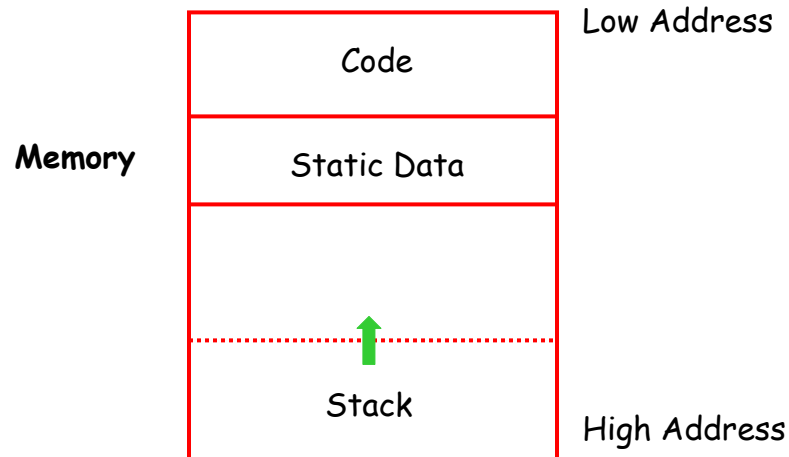 Low Address
Code
Memory
Static Data
Stack
High Address